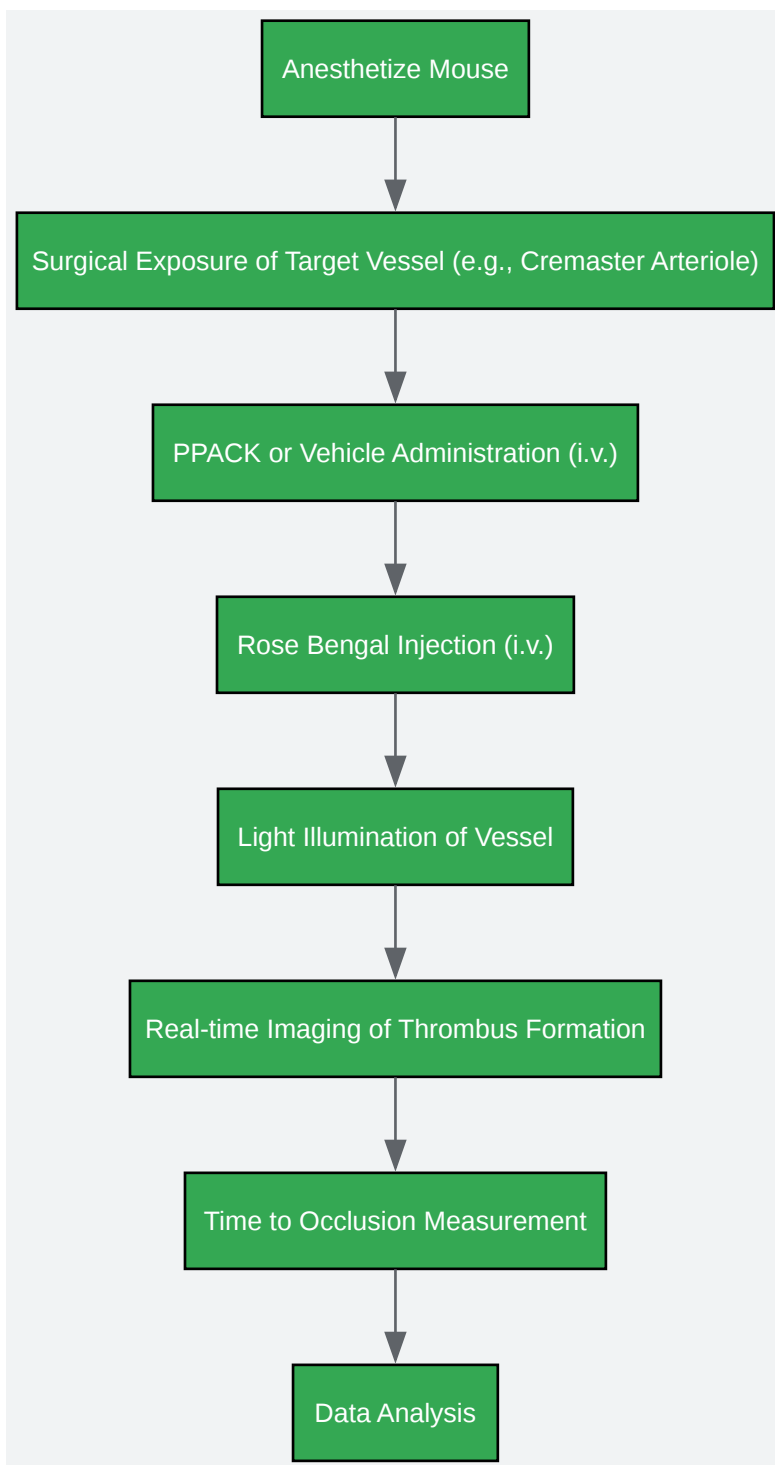 Anesthetize Mouse
Surgical Exposure of Target Vessel (e.g., Cremaster Arteriole)
PPACK or Vehicle Administration (i.v.)
Rose Bengal Injection (i.v.)
Light Illumination of Vessel
Real-time Imaging of Thrombus Formation
Time to Occlusion Measurement
Data Analysis